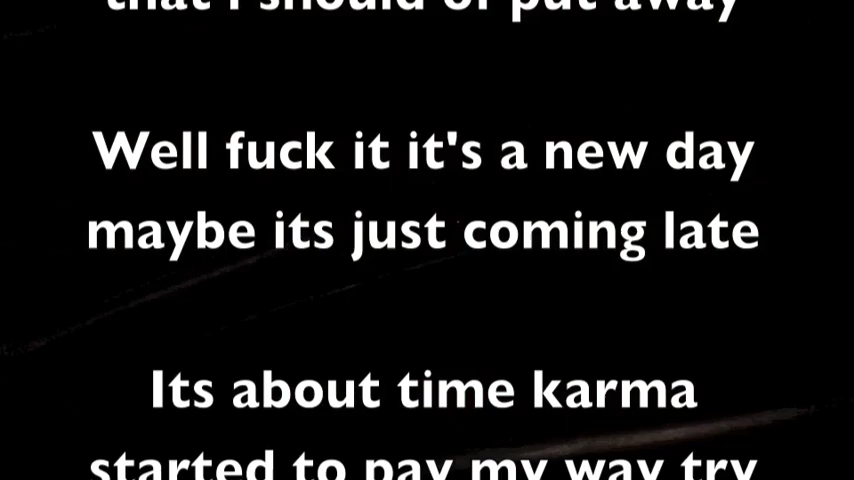 that I should of put away
Well fuck it it's a new day
maybe its just coming late
Its about time karma
started to pay my way try